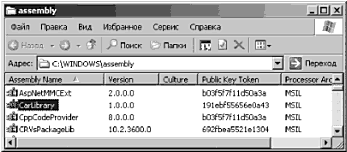 assembly
Файл Правка Вид Избранное Сервис Справка
Назад Поиск Папки
Адрес: C:\WINDOWS\assembly Переход
Assembly Name Version Culture Public Key Token Processor Arc
AspNetMMCExt 2.0.0.0 b03f5f7f11d50a3a MSIL
CarLibrary 1.0.0.0 191ebf55656e0a43 MSIL
CppCodeProvider 8.0.0.0 b03f5f7f11d50a3a MSIL
CRVsPackageLib 10.2.3600.0 692fbea5521e1304 MSIL